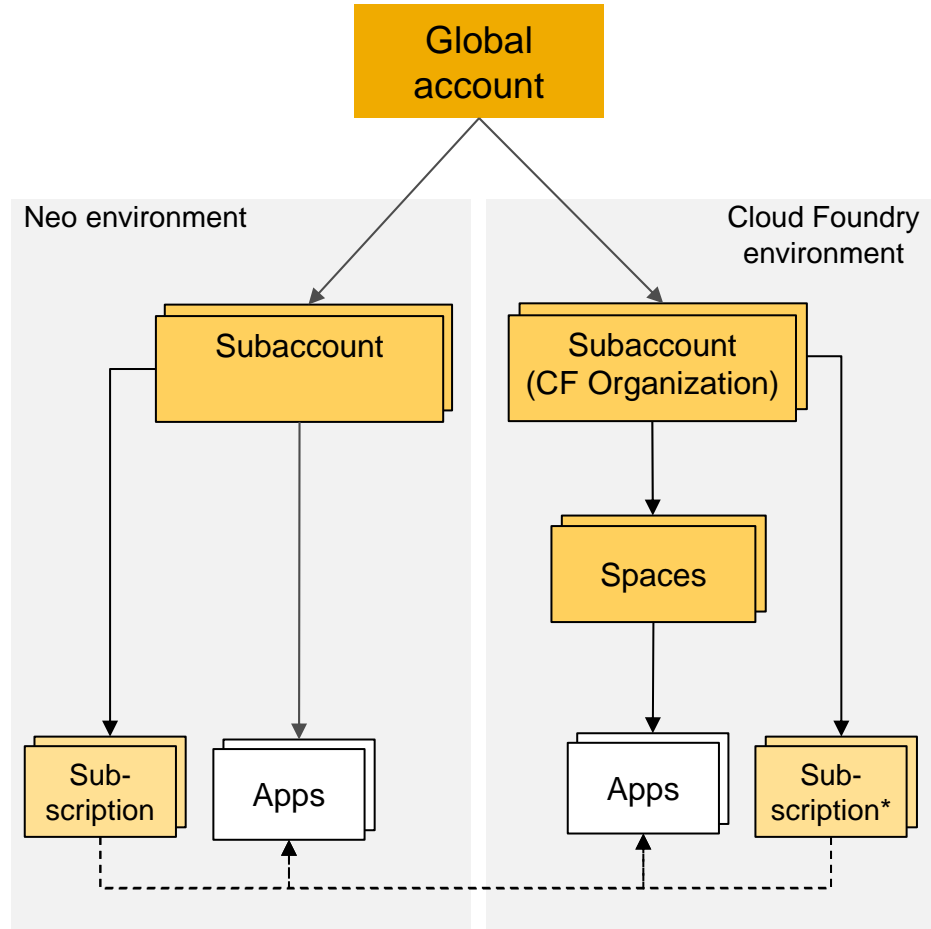 Global
account
Neo environment
Cloud Foundry
environment
Subaccount
Subaccount
(CF Organization)
Spaces
Sub-
scription
Apps
Apps
Sub-
scription*